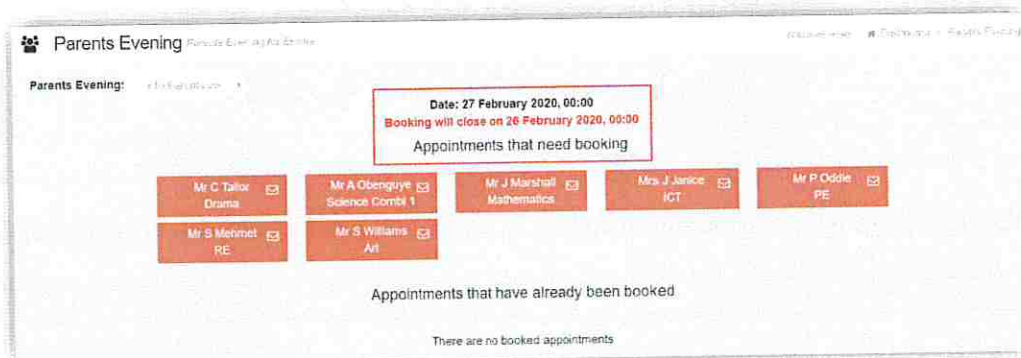 Parents Evening
Parents Evening:
Date: 27 February 2020, 00:00
Booking will close on 26 February 2020, 00:00
Appointments that need booking
Mr C Tailor
Drama
Mr A Obenguye
Science Combi 1
Mr J Marshall
Mathematics
Mrs J Janice
ICT
Mr P Oddie
PE
Mr S Mehmet
RE
Mr S Williams
Art
Appointments that have already been booked
There are no booked appointments